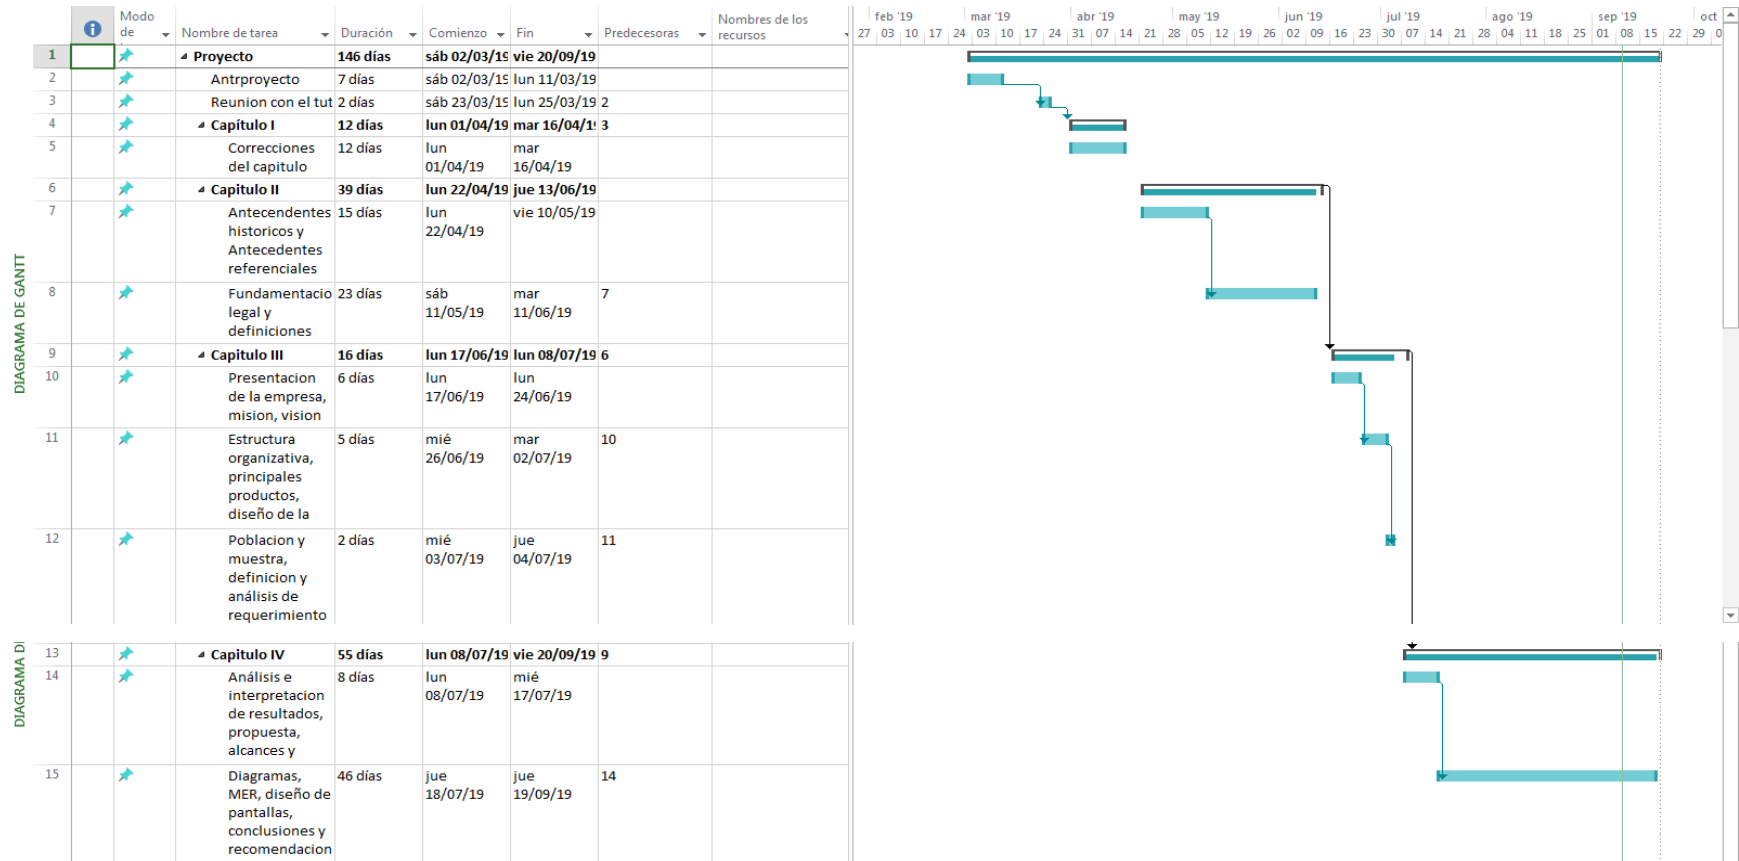 Modo de
Nombre de tarea Duración Comienzo Fin Predecesoras Nombres de los recursos
feb '19 mar '19 abr '19 may '19 jun '19 jul '19 ago '19 sep '19 oct
27 03 10 17 24 03 10 17 24 31 07 14 21 28 05 12 19 26 02 09 16 23 30 07 14 21 28 04 11 18 25 01 08 15 22 29 0
DIAGRAMA DE GANTT
1 Proyecto 146 días sáb 02/03/19 vie 20/09/19
2 Antrproyecto 7 días sáb 02/03/19 lun 11/03/19
3 Reunion con el tut 2 días sáb 23/03/19 lun 25/03/19 2
4 Capítulo I 12 días lun 01/04/19 mar 16/04/19 3
5 Correcciones 12 días lun mar
del capitulo 01/04/19 16/04/19
6 Capitulo II 39 días lun 22/04/19 jue 13/06/19
7 Antecendentes 15 días lun vie 10/05/19
historicos y 22/04/19
Antecedentes
referenciales
8 Fundamentacio 23 días sáb mar 7
legal y 11/05/19 11/06/19
definiciones
9 Capitulo III 16 días lun 17/06/19 lun 08/07/19 6
10 Presentacion 6 días lun lun
de la empresa, 17/06/19 24/06/19
mision, vision
11 Estructura 5 días mié mar 10
organizativa, 26/06/19 02/07/19
principales
productos,
diseño de la
12 Poblacion y 2 días mié jue 11
muestra, 03/07/19 04/07/19
definicion y
análisis de
requerimiento
DIAGRAMA DI
13 Capitulo IV 55 días lun 08/07/19 vie 20/09/19 9
14 Análisis e 8 días lun mié
interpretacion 08/07/19 17/07/19
de resultados,
propuesta,
alcances y
15 Diagramas, 46 días jue jue 14
MER, diseño de 18/07/19 19/09/19
pantallas,
conclusiones y
recomendacion